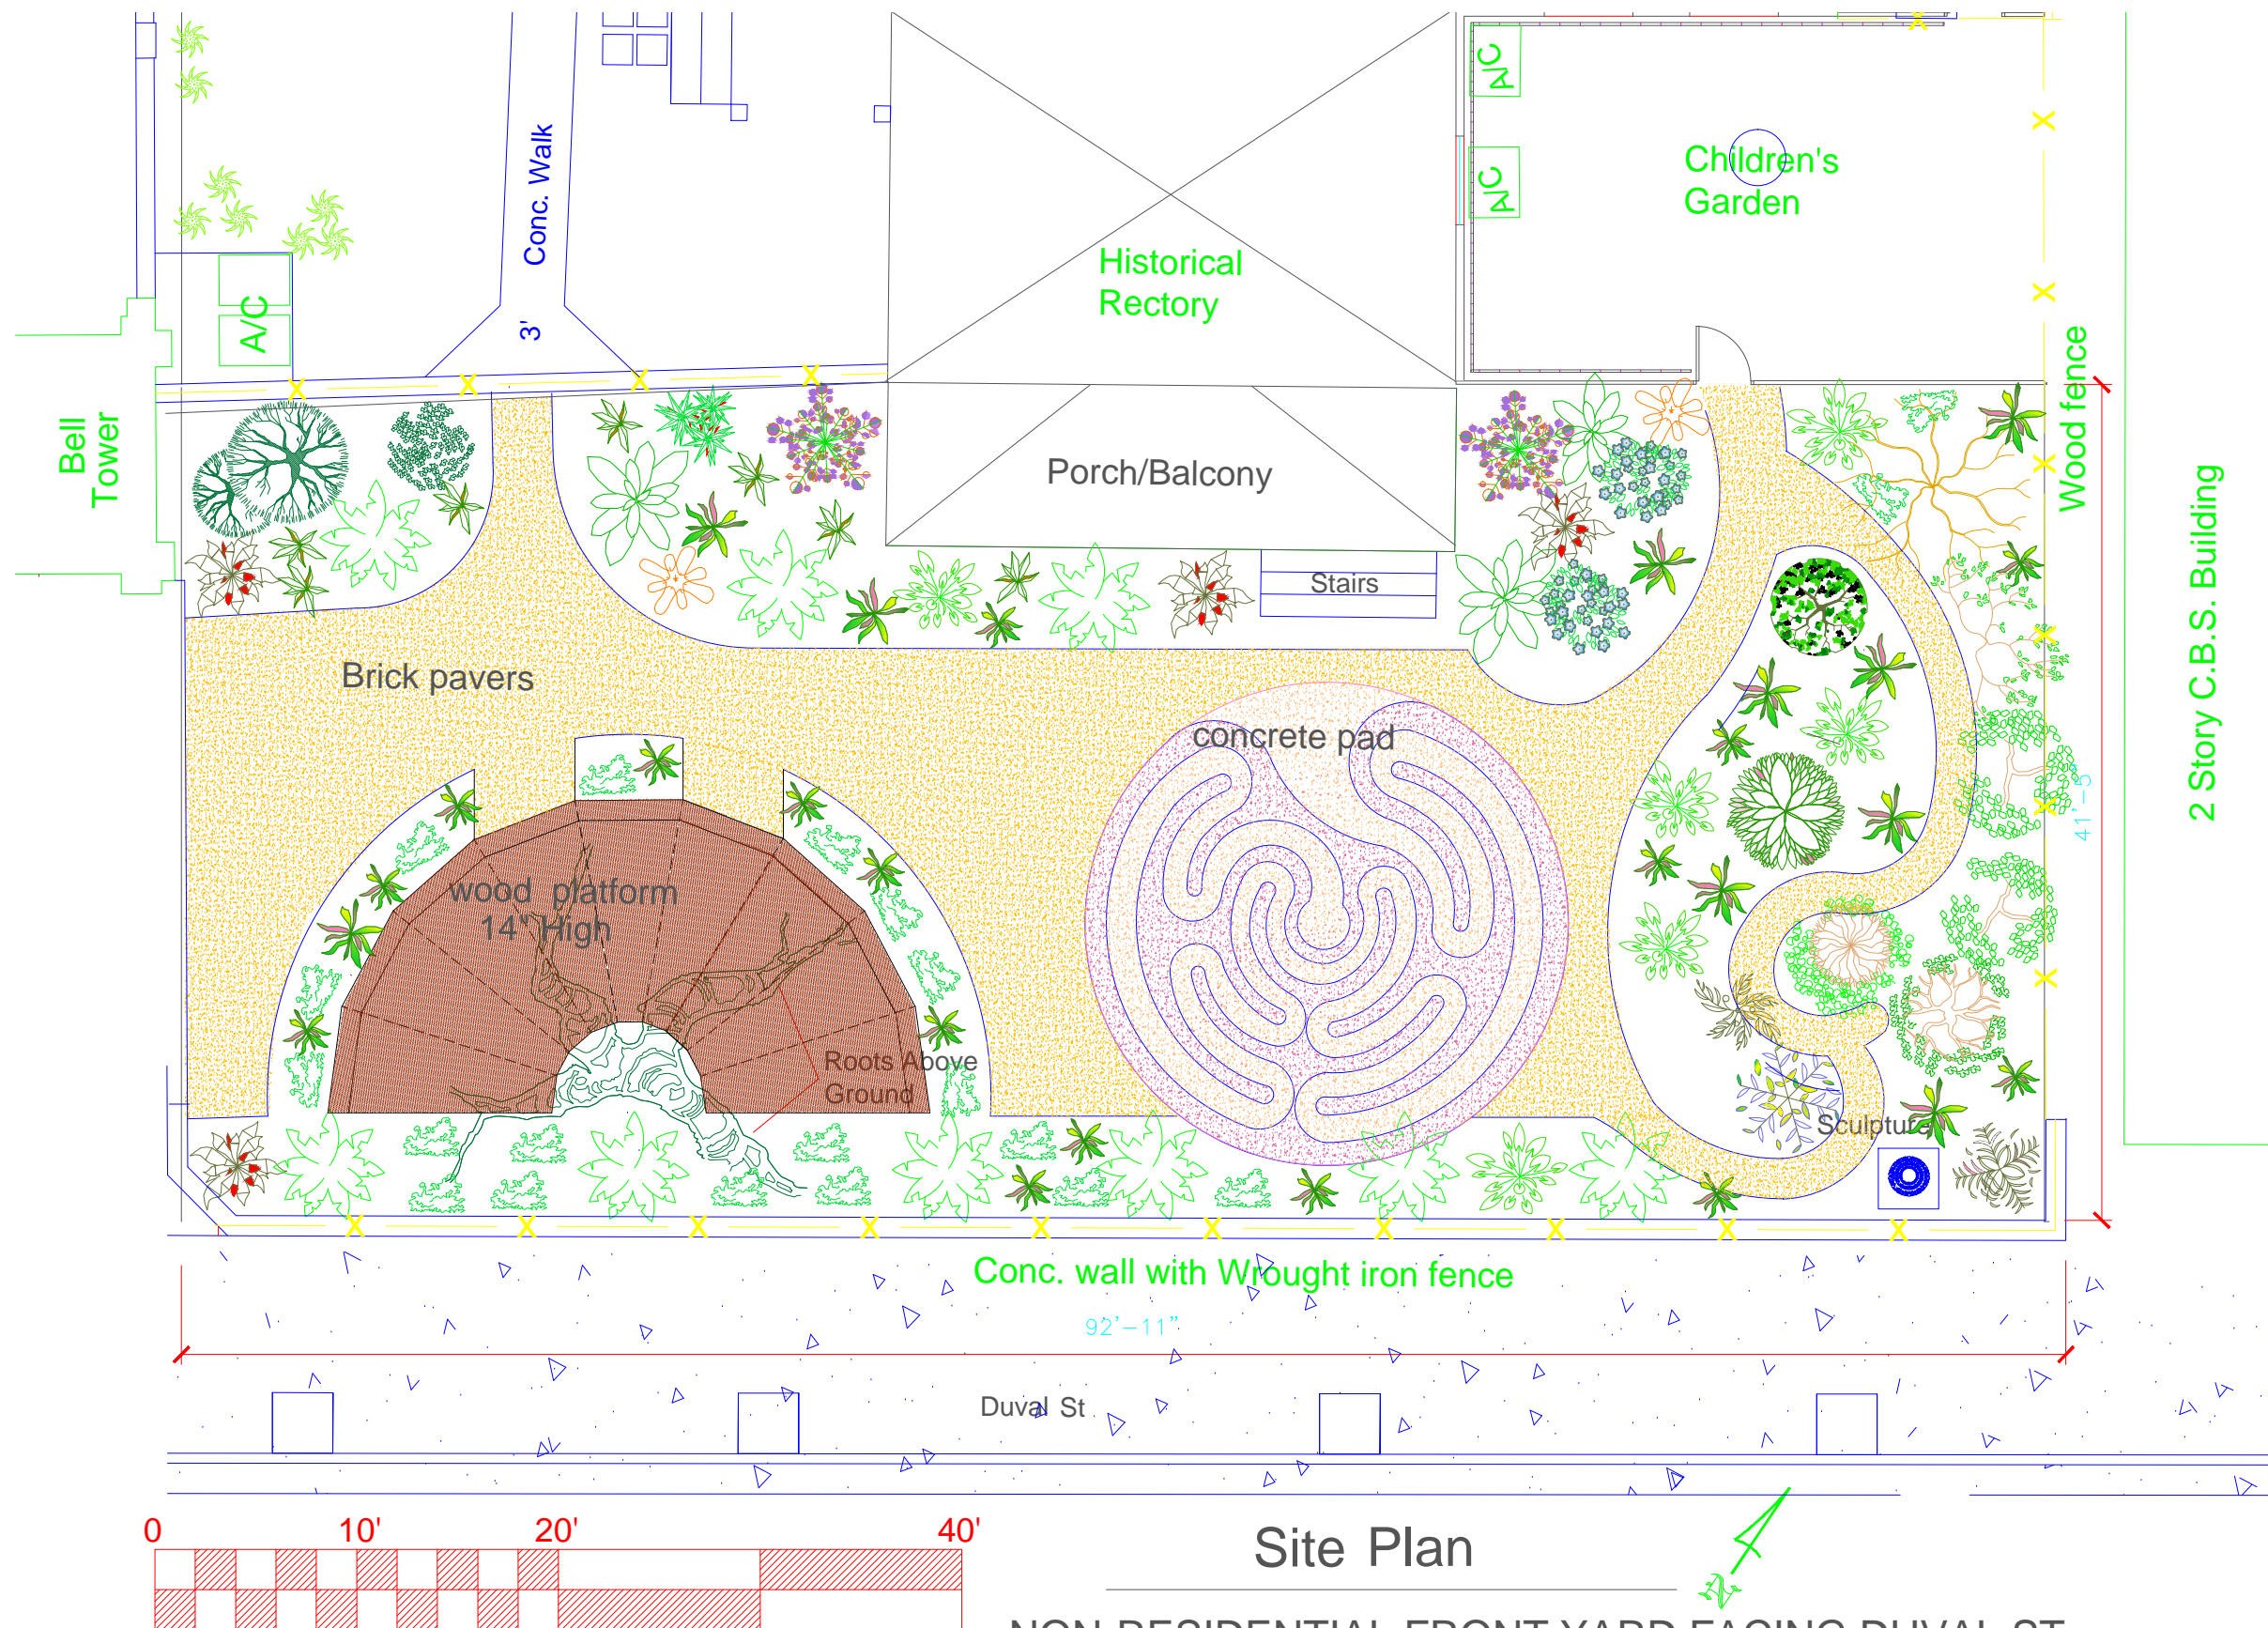 Conc. Walk
3'
A/C
A/C
Children's
Garden
Historical
Rectory
A/C
Bell
Tower
Porch/Balcony
Stairs
Wood fence
2 Story C.B.S. Building
Brick pavers
concrete pad
41'-5"
wood platform
14" High
Roots Above
Ground
Sculpture
Conc. wall with Wrought iron fence
92'-11"
Duval St
0 10' 20' 40'
Site Plan
N
NON-RESIDENTIAL FRONT YARD FACING DUVAL ST